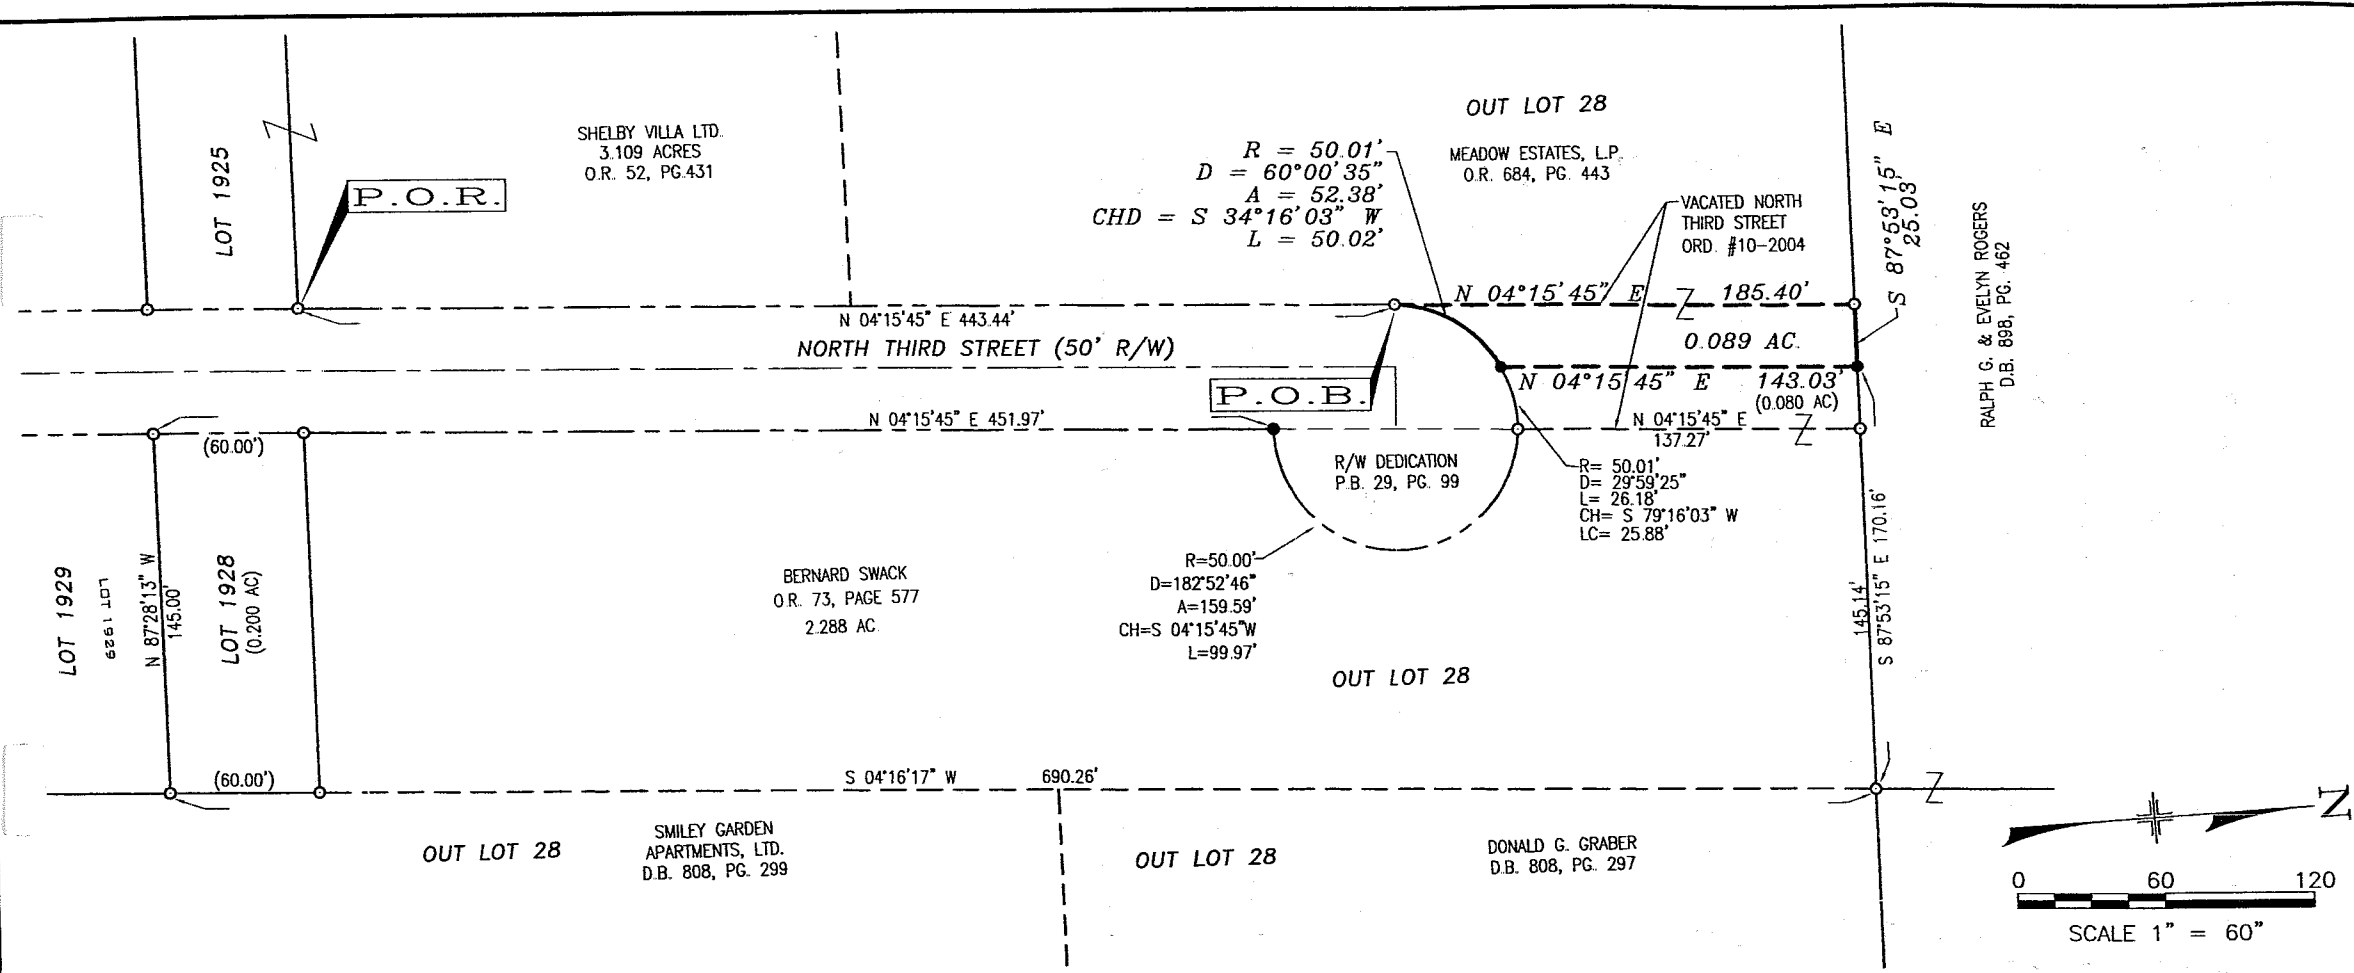 OUT LOT 28
SHELBY VILLA LTD.
3.109 ACRES
O.R. 52, PG.431
LOT 1925
P.O.R.
R = 50.01'
D = 60°00'35"
A = 52.38'
CHD = S 34°16'03" W
L = 50.02'
MEADOW ESTATES, L.P.
O.R. 684, PG. 443
VACATED NORTH
THIRD STREET
ORD. #10-2004
S 87°53'15" E
25.03'
RALPH G. & EVELYN ROGERS
D.B. 898, PG. 462
N 04°15'45" E 185.40'
N 04°15'45" E 443.44'
NORTH THIRD STREET (50' R/W)
0.089 AC.
P.O.B.
N 04°15'45" E 143.03'
(0.080 AC)
N 04°15'45" E 451.97'
N 04°15'45" E
137.27'
(60.00')
R/W DEDICATION
P.B. 29, PG. 99
R= 50.01'
D= 29°59'25"
L= 26.18'
CH= S 79°16'03" W
LC= 25.88'
LOT 1929
LOT 1929
N 87°28'13" W
145.00'
LOT 1928
(0.200 AC)
BERNARD SWACK
O.R. 73, PAGE 577
2.288 AC.
R=50.00'
D=182°52'46"
A=159.59'
CH=S 04°15'45"W
L=99.97'
145.14'
S 87°53'15" E 170.16'
OUT LOT 28
(60.00')
S 04°16'17" W 690.26'
OUT LOT 28
SMILEY GARDEN
APARTMENTS, LTD.
D.B. 808, PG. 299
OUT LOT 28
DONALD G. GRABER
D.B. 808, PG. 297
N
0 60 120
SCALE 1" = 60"